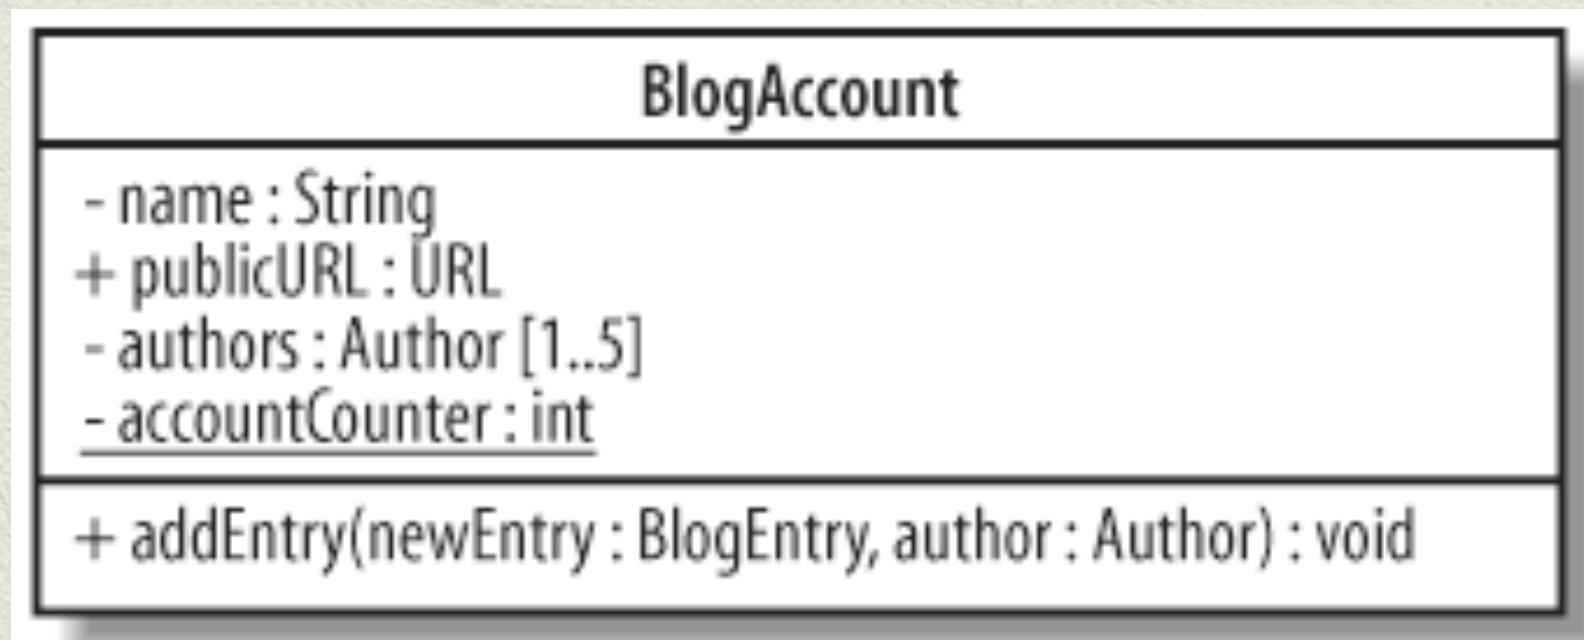 BlogAccount
- name : String
+ publicURL : URL
- authors : Author [1..5]
- accountCounter : int
+ addEntry(newEntry : BlogEntry, author : Author) : void